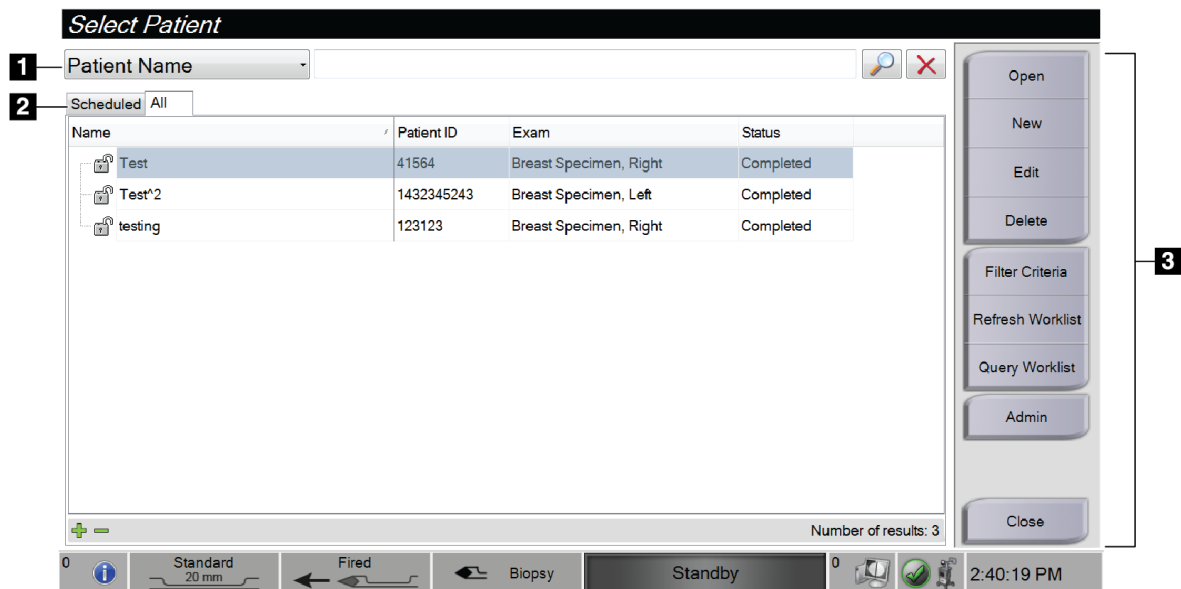 Select Patient
1
Patient Name
2
Scheduled All
Name Patient ID Exam Status
Test 41564 Breast Specimen, Right Completed
Test^2 1432345243 Breast Specimen, Left Completed
testing 123123 Breast Specimen, Right Completed
Number of results: 3
Open
New
Edit
Delete
Filter Criteria
Refresh Worklist
Query Worklist
Admin
Close
3
0 Standard Fired Biopsy Standby 0 2:40:19 PM
20 mm